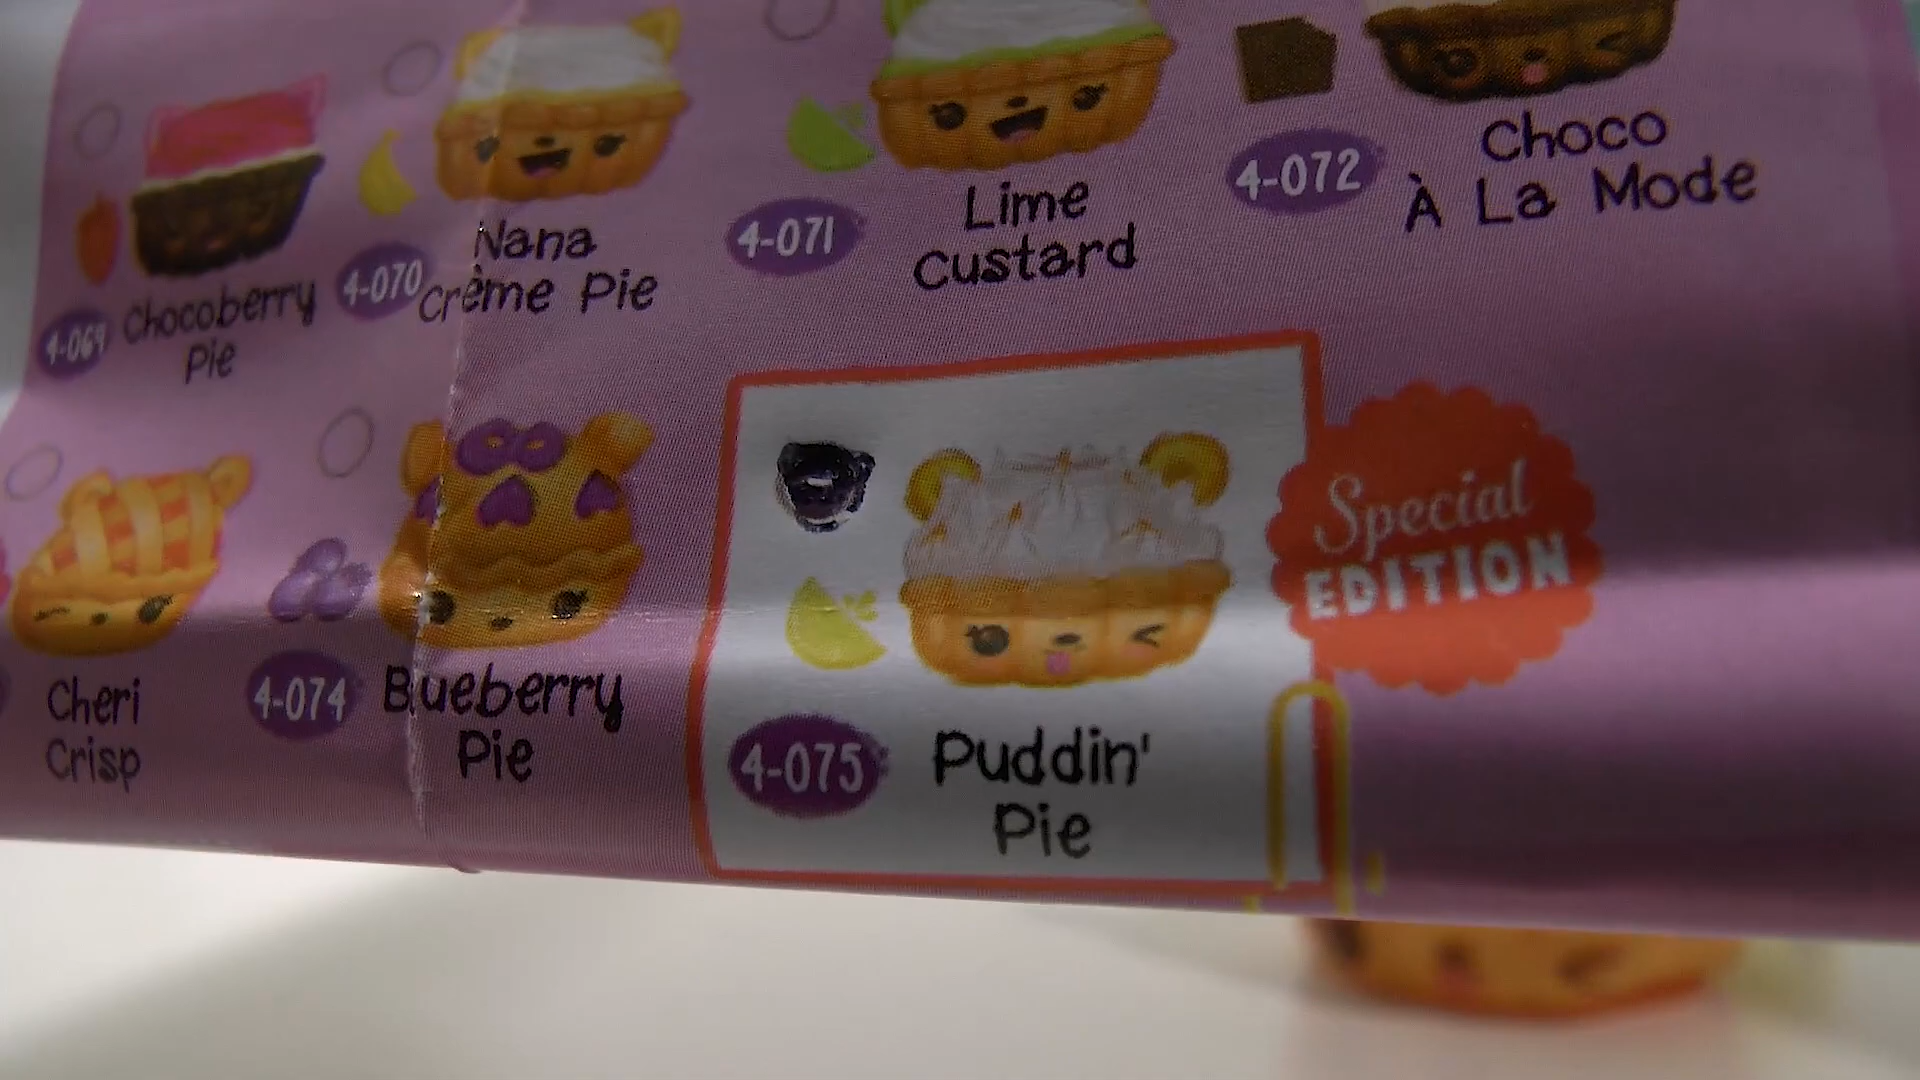 Choco
À La Mode
4-072
Lime
Custard
4-071
Nana
Crème Pie
4-070
Chocoberry
Pie
4-069
Cheri
Crisp
4-074
Blueberry
Pie
4-075
Puddin'
Pie
Special
EDITION